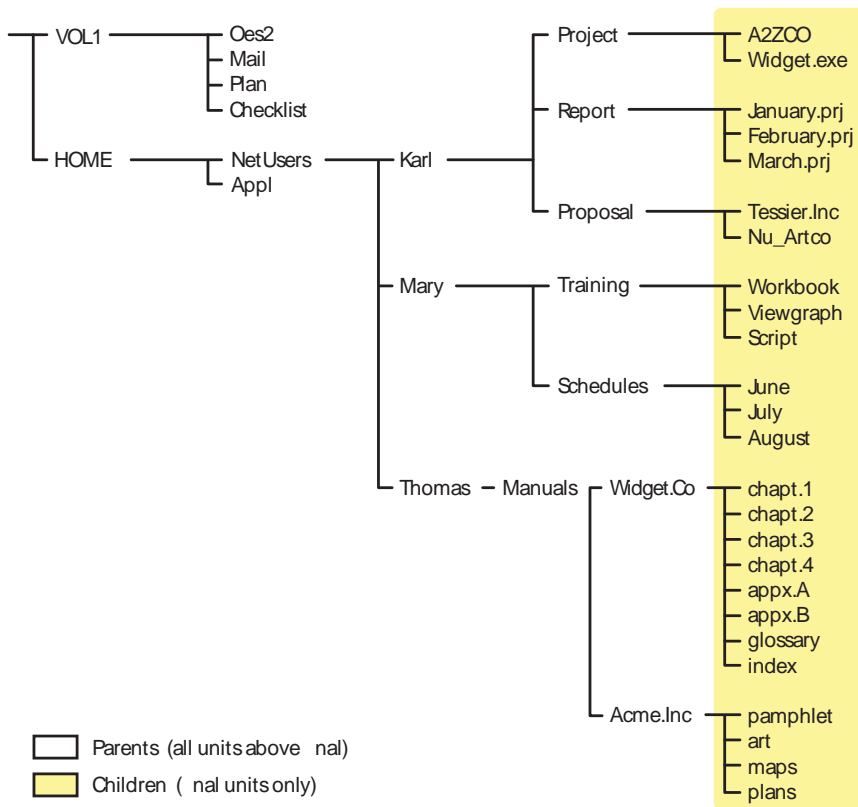 VOL1
Oes2
Mail
Plan
Checklist
HOME
NetUsers
Appl
Karl
Project
A2ZCO
Widget.exe
Report
January.prj
February.prj
March.prj
Proposal
Tessier.Inc
Nu_Artco
Mary
Training
Workbook
Viewgraph
Script
Schedules
June
July
August
Thomas
Manuals
Widget.Co
chapt.1
chapt.2
chapt.3
chapt.4
appx.A
appx.B
glossary
index
Acme.Inc
pamphlet
art
maps
plans
Parents (all units above nal)
Children ( nal units only)